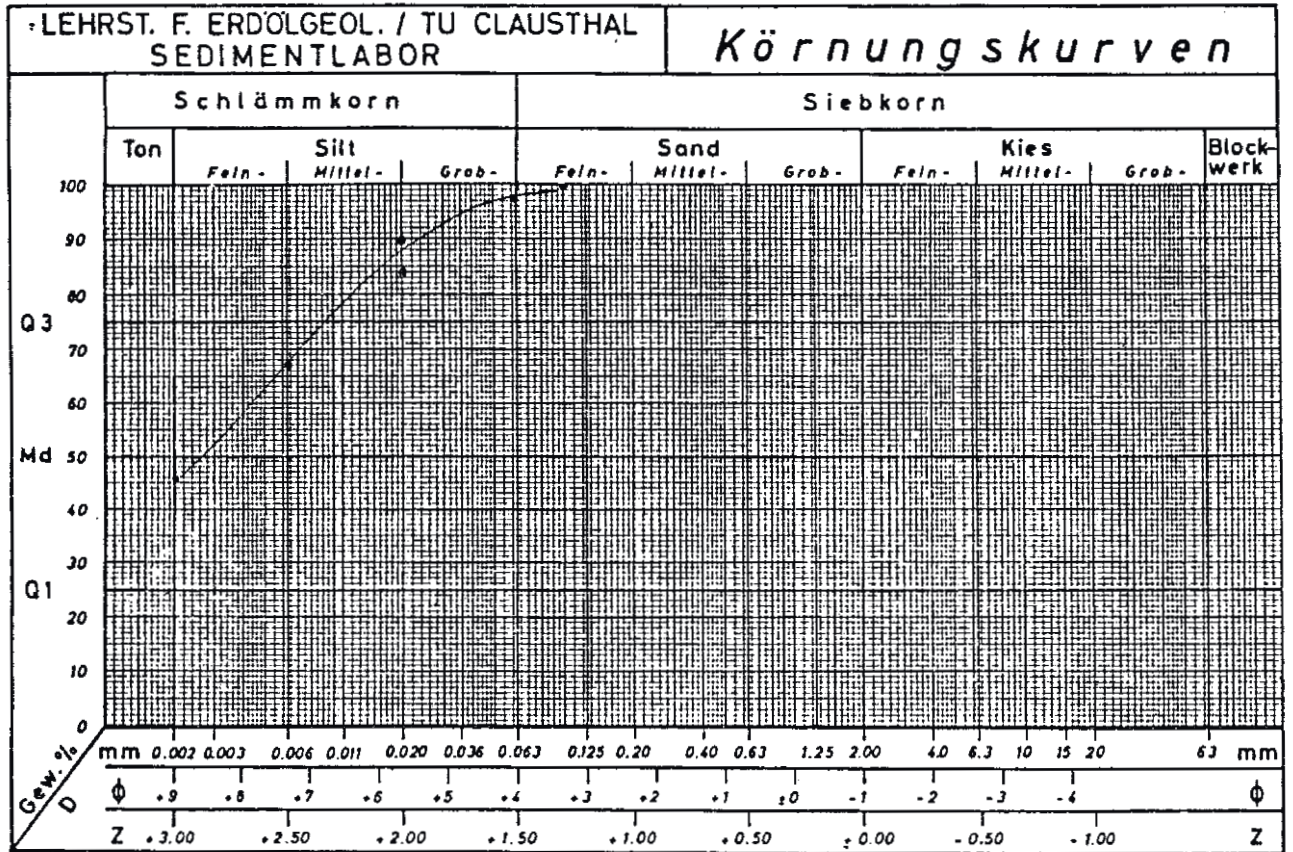 LEHRST. F. ERDÖLGEOL. / TU CLAUSTHAL
SEDIMENTLABOR
Körnungskurven
Schlämmkorn Siebkorn
Ton Silt Sand Kies Block-
werk
Fein- Mittel- Grob- Fein- Mittel- Grob- Fein- Mittel- Grob-
100
90
80
Q3
70
60
Md 50
40
30
Q1
20
10
0
Gew.% D
mm 0.002 0.003 0.006 0.011 0.020 0.036 0.063 0.125 0.20 0.40 0.63 1.25 2.00 4.0 6.3 10 15 20 63 mm
ϕ +9 +8 +7 +6 +5 +4 +3 +2 +1 ±0 -1 -2 -3 -4 ϕ
Z +3.00 +2.50 +2.00 +1.50 +1.00 +0.50 ±0.00 -0.50 -1.00 Z